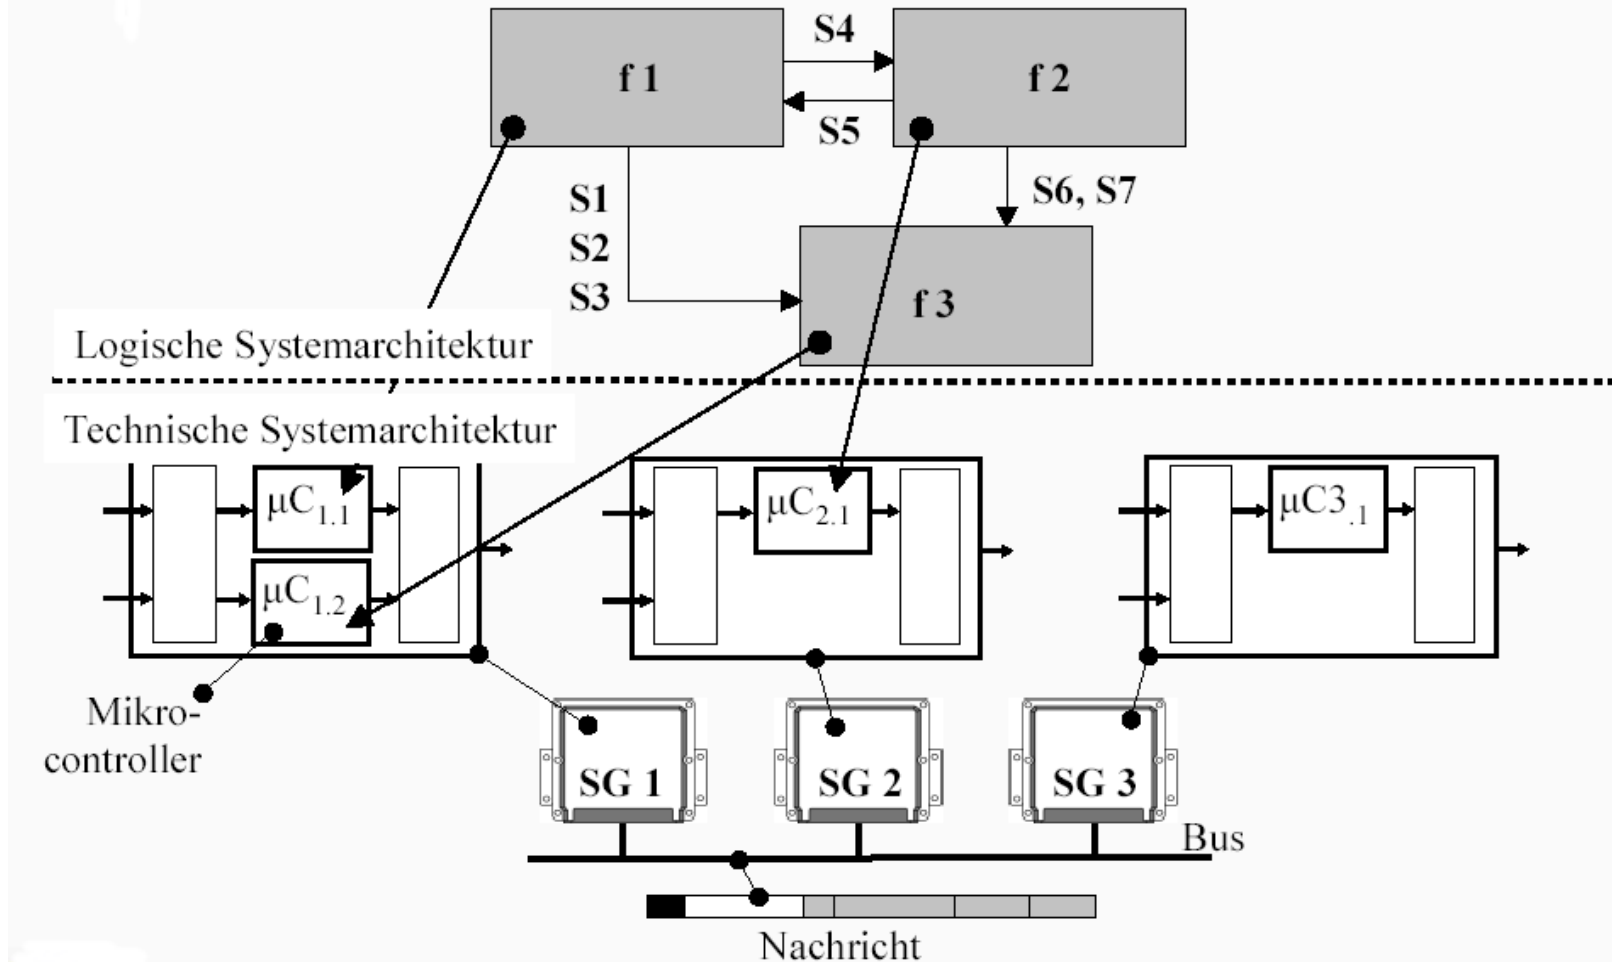 S4
f 1
f 2
S5
S1
S2
S3
S6, S7
f 3
Logische Systemarchitektur
Technische Systemarchitektur
μC1.1
μC2.1
μC3.1
μC1.2
Mikro-
controller
SG 1
SG 2
SG 3
Bus
Nachricht